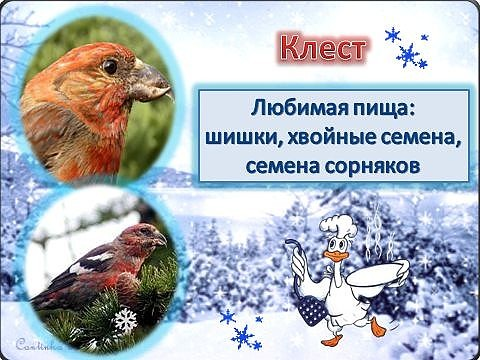 Клест
Любимая пища:
шишки, хвойные семена,
семена сорняков